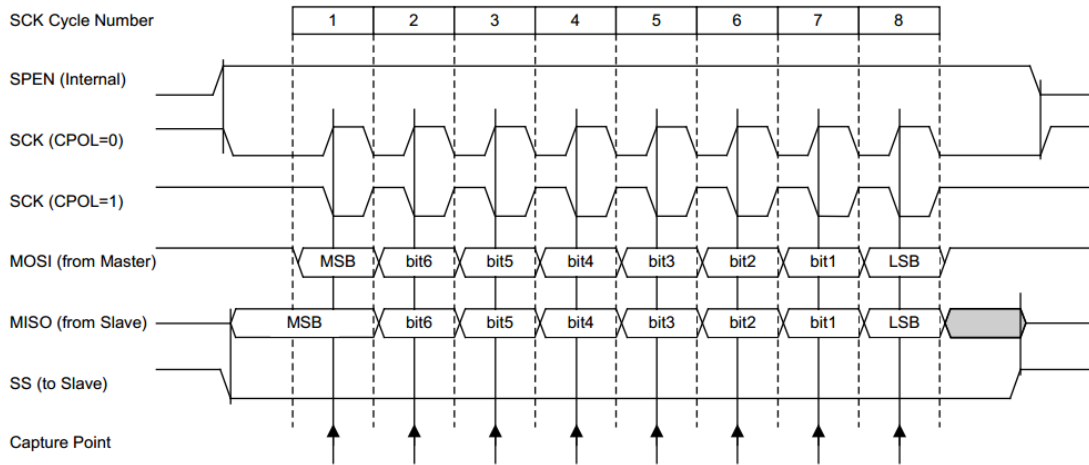 SCK Cycle Number 1 2 3 4 5 6 7 8
SPEN (Internal)
SCK (CPOL=0)
SCK (CPOL=1)
MOSI (from Master) MSB bit6 bit5 bit4 bit3 bit2 bit1 LSB
MISO (from Slave) MSB bit6 bit5 bit4 bit3 bit2 bit1 LSB
SS (to Slave)
Capture Point